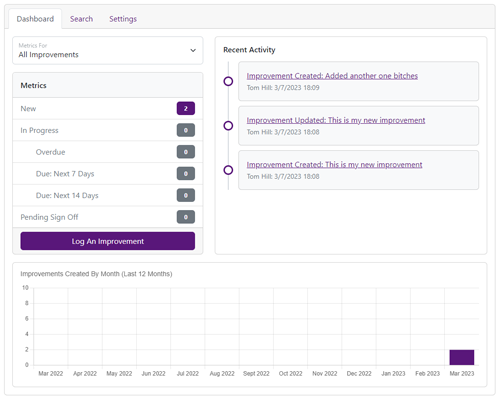 Dashboard Search Settings
Metrics For
All Improvements
Metrics
New 2
In Progress 0
Overdue 0
Due: Next 7 Days 0
Due: Next 14 Days 0
Pending Sign Off 0
Log An Improvement
Recent Activity
Improvement Created: Added another one bitches
Tom Hill: 3/7/2023 18:09
Improvement Updated: This is my new improvement
Tom Hill: 3/7/2023 18:08
Improvement Created: This is my new improvement
Tom Hill: 3/7/2023 18:08
Improvements Created By Month (Last 12 Months)
10
8
6
4
2
0
Mar 2022 Apr 2022 May 2022 Jun 2022 Jul 2022 Aug 2022 Sept 2022 Oct 2022 Nov 2022 Dec 2022 Jan 2023 Feb 2023 Mar 2023